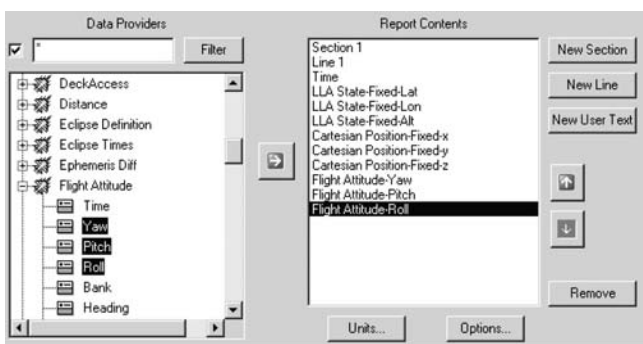 Data Providers
* Filter
DeckAccess
Distance
Eclipse Definition
Eclipse Times
Ephemeris Diff
Flight Attitude
Time
Yaw
Pitch
Roll
Bank
Heading
Report Contents
Section 1
Line 1
Time
LLA State-Fixed-Lat
LLA State-Fixed-Lon
LLA State-Fixed-Alt
Cartesian Position-Fixed-x
Cartesian Position-Fixed-y
Cartesian Position-Fixed-z
Flight Attitude-Yaw
Flight Attitude-Pitch
Flight Attitude-Roll
Units...
Options...
New Section
New Line
New User Text
Remove